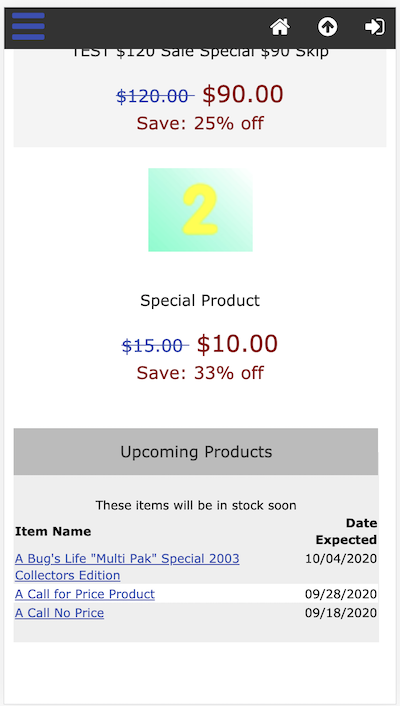 TEST $120 Sale Special $90 Skip
$120.00 $90.00
Save: 25% off
2
Special Product
$15.00 $10.00
Save: 33% off
Upcoming Products
These items will be in stock soon
Item Name Date Expected
A Bug's Life "Multi Pak" Special 2003 10/04/2020
Collectors Edition
A Call for Price Product 09/28/2020
A Call No Price 09/18/2020